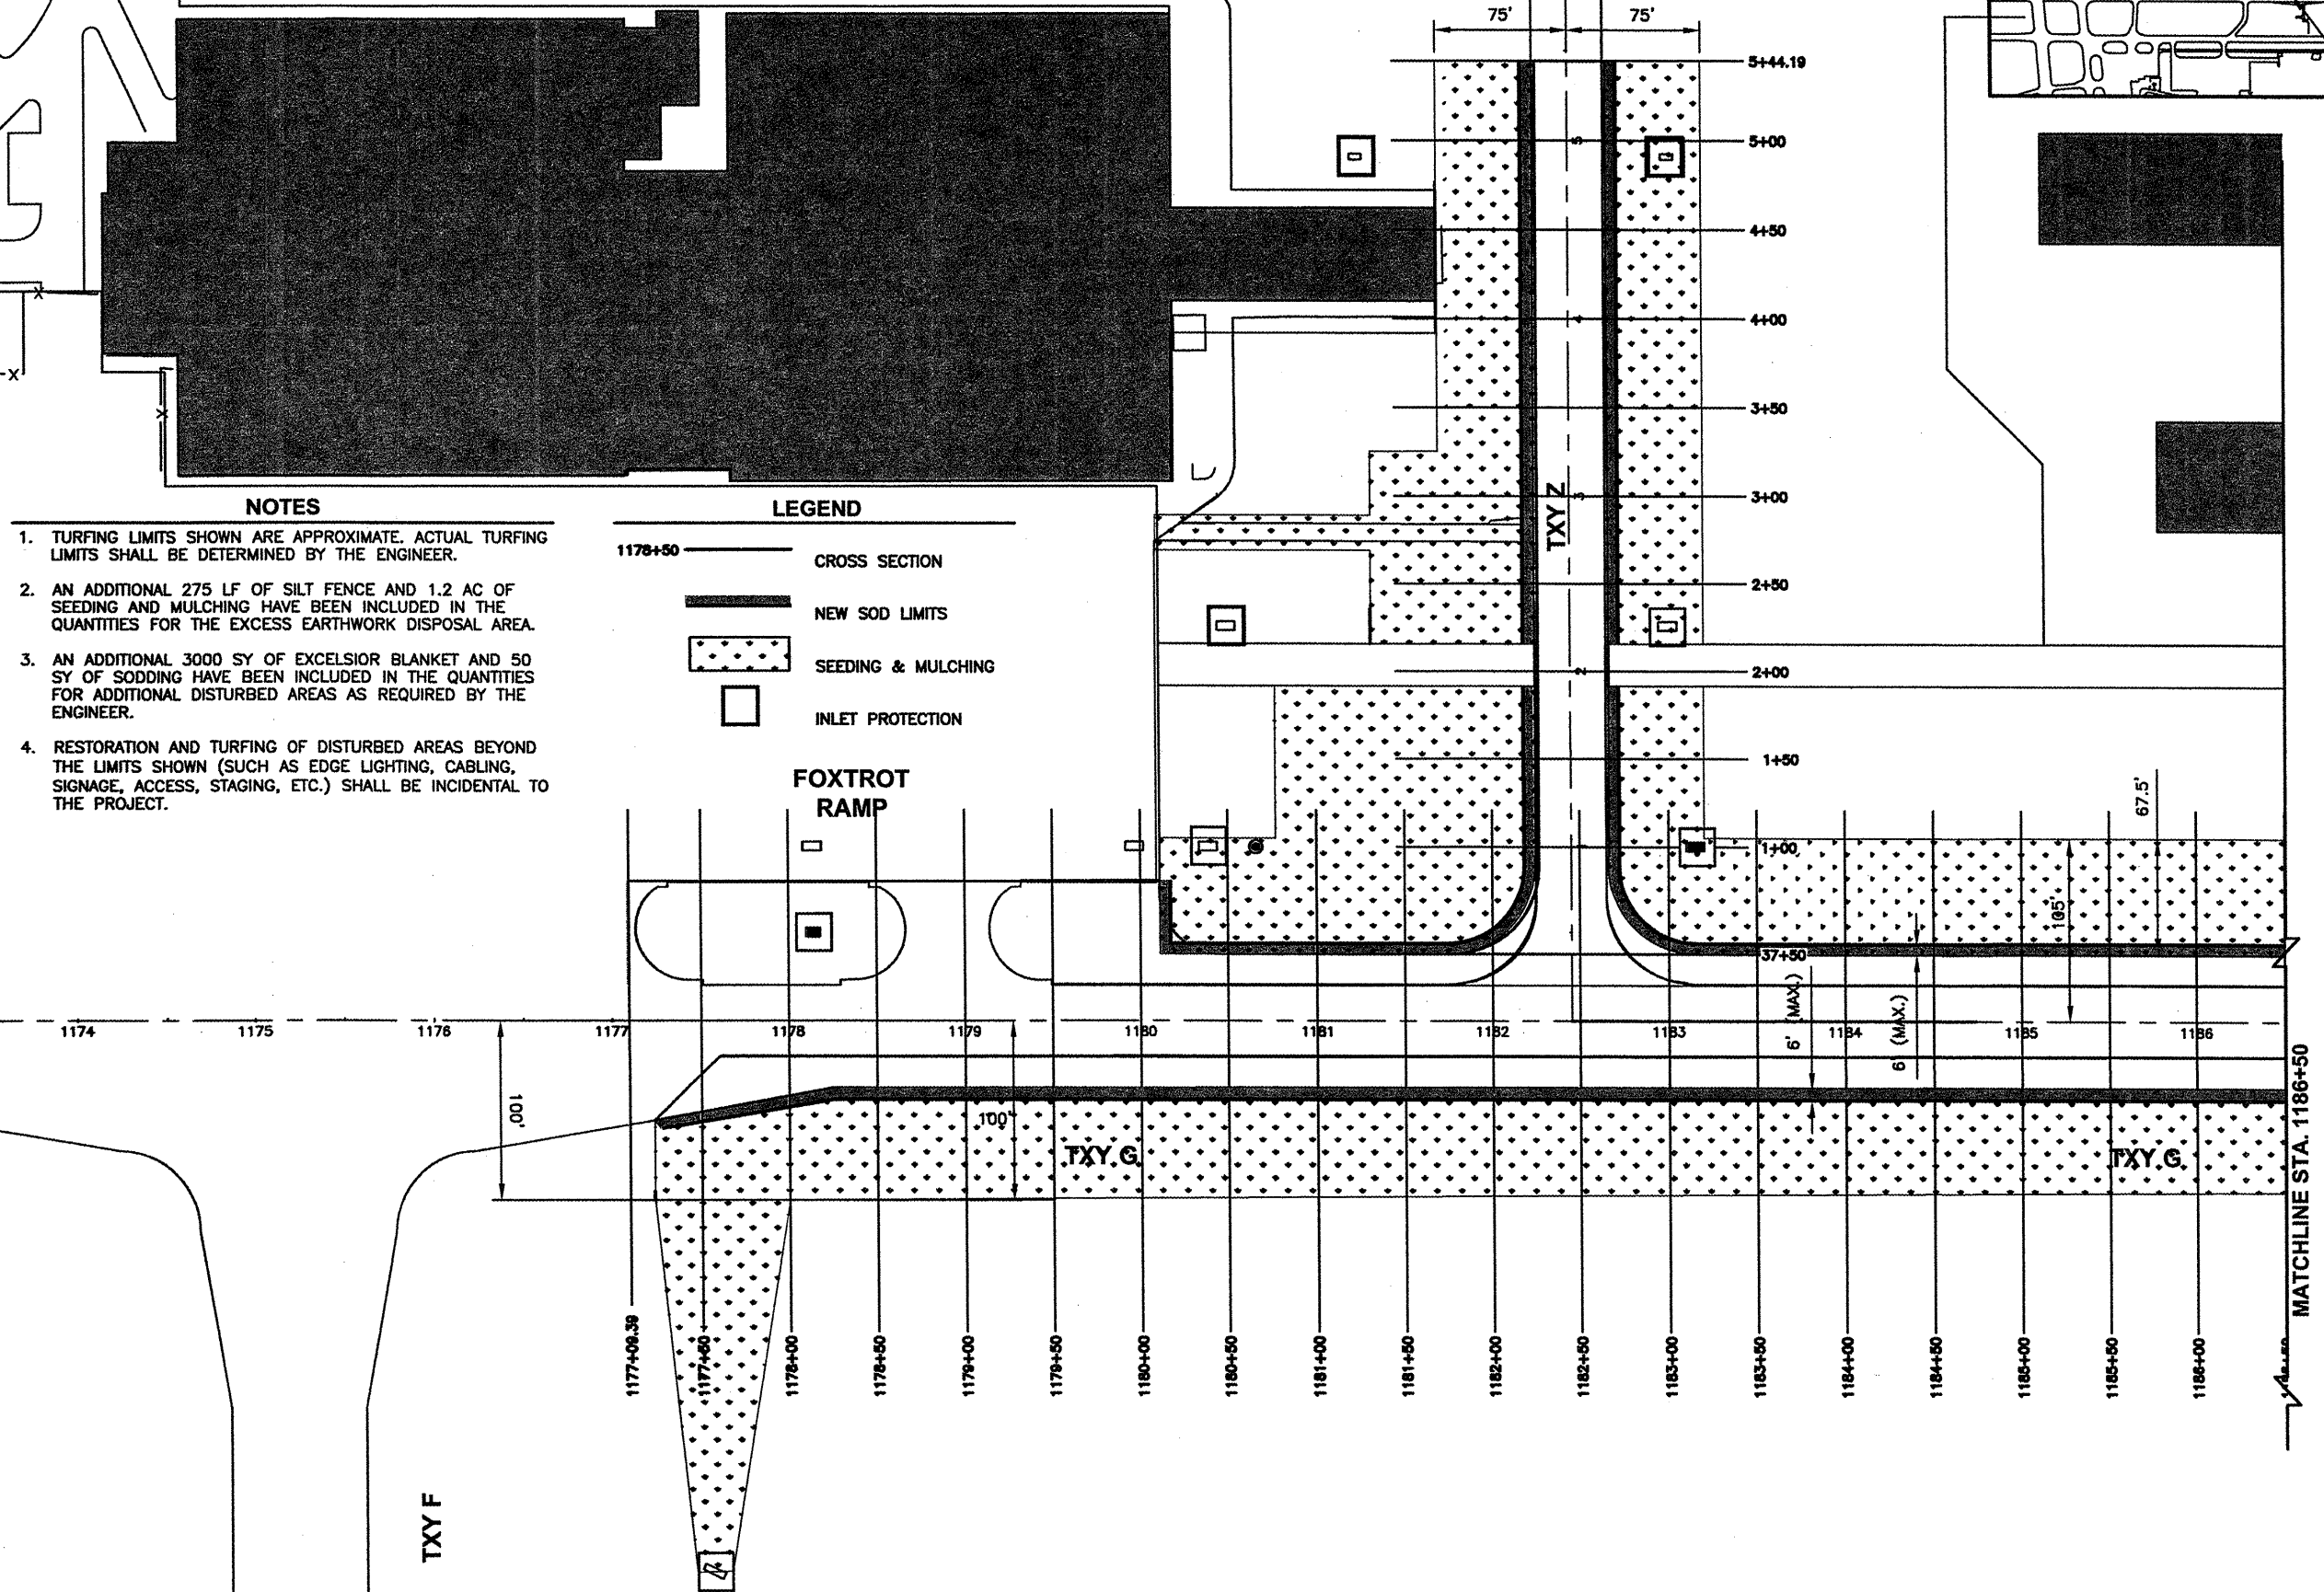 75' 75'
5+44.19
5
5+00
4+50
4
4+00
3+50
3
3+00
TXY Z
2+50
2
2+00
1+50
1+00
NOTES
1. TURFING LIMITS SHOWN ARE APPROXIMATE. ACTUAL TURFING
LIMITS SHALL BE DETERMINED BY THE ENGINEER.
2. AN ADDITIONAL 275 LF OF SILT FENCE AND 1.2 AC OF
SEEDING AND MULCHING HAVE BEEN INCLUDED IN THE
QUANTITIES FOR THE EXCESS EARTHWORK DISPOSAL AREA.
3. AN ADDITIONAL 3000 SY OF EXCELSIOR BLANKET AND 50
SY OF SODDING HAVE BEEN INCLUDED IN THE QUANTITIES
FOR ADDITIONAL DISTURBED AREAS AS REQUIRED BY THE
ENGINEER.
4. RESTORATION AND TURFING OF DISTURBED AREAS BEYOND
THE LIMITS SHOWN (SUCH AS EDGE LIGHTING, CABLING,
SIGNAGE, ACCESS, STAGING, ETC.) SHALL BE INCIDENTAL TO
THE PROJECT.
LEGEND
1178+50 CROSS SECTION
NEW SOD LIMITS
SEEDING & MULCHING
INLET PROTECTION
FOXTROT
RAMP
67.5'
105'
37+50
6' (MAX.)
6' (MAX.)
1174 1175 1176 1177 1178 1179 1180 1181 1182 1183 1184 1185 1186
100'
100'
TXY G
TXY G
MATCHLINE STA. 1186+50
1177+09.39
1177+50
1178+00
1178+50
1179+00
1179+50
1180+00
1180+50
1181+00
1181+50
1182+00
1182+50
1183+00
1183+50
1184+00
1184+50
1185+00
1185+50
1186+00
TXY F
X
-X
X